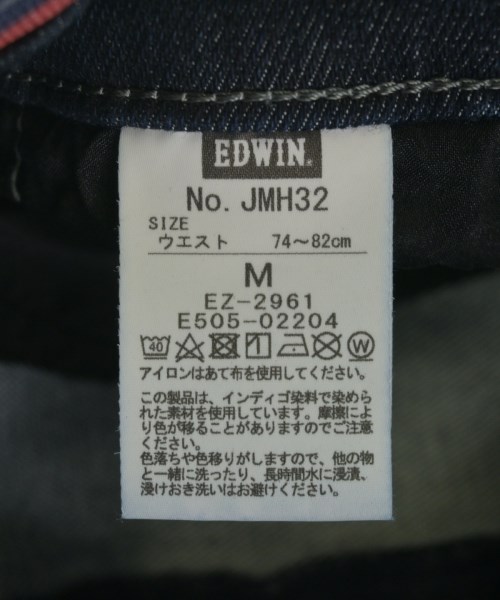 EDWIN.
No. JMH32
SIZE
ウエスト 74～82cm
M
EZ-2961
E505-02204
40 W
アイロンはあて布を使用してください。
この製品は、インディゴ染料で染めら
れた素材を使用しています。摩擦によ
り色が移ることがありますのでご注意
ください。
色落ちや色移りがしますので、他の物
と一緒に洗ったり、長時間水に浸漬、
浸けおき洗いはお避けください。